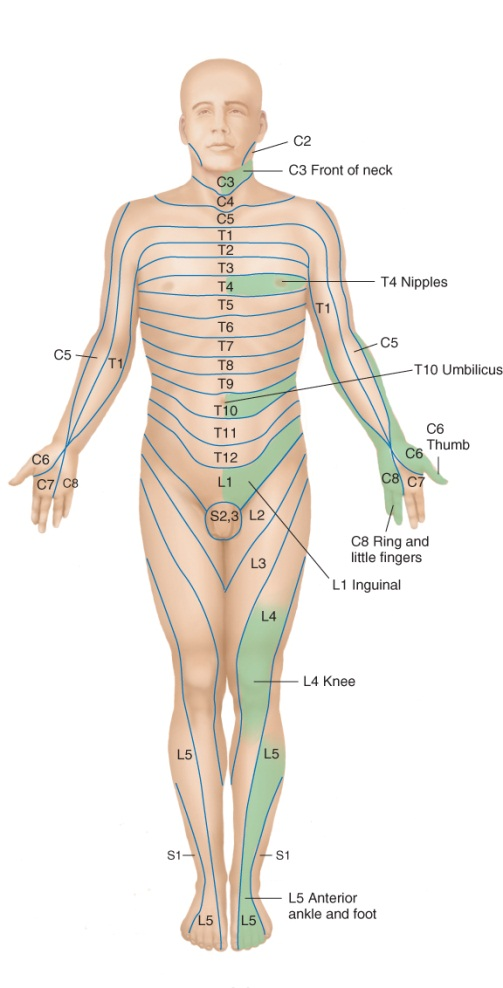 C2
C3 Front of neck
C3
C4
C5
T1
T2
T3
T4
T4 Nipples
T5
T1
T6
C5
T7
C5
T1
T8
T10 Umbilicus
T9
T10
C6
Thumb
T11
C6
T12
C6
C7
C8
L1
C8
C7
S2,3
L2
C8 Ring and
little fingers
L3
L1 Inguinal
L4
L4 Knee
L5
L5
S1
S1
L5 Anterior
ankle and foot
L5
L5